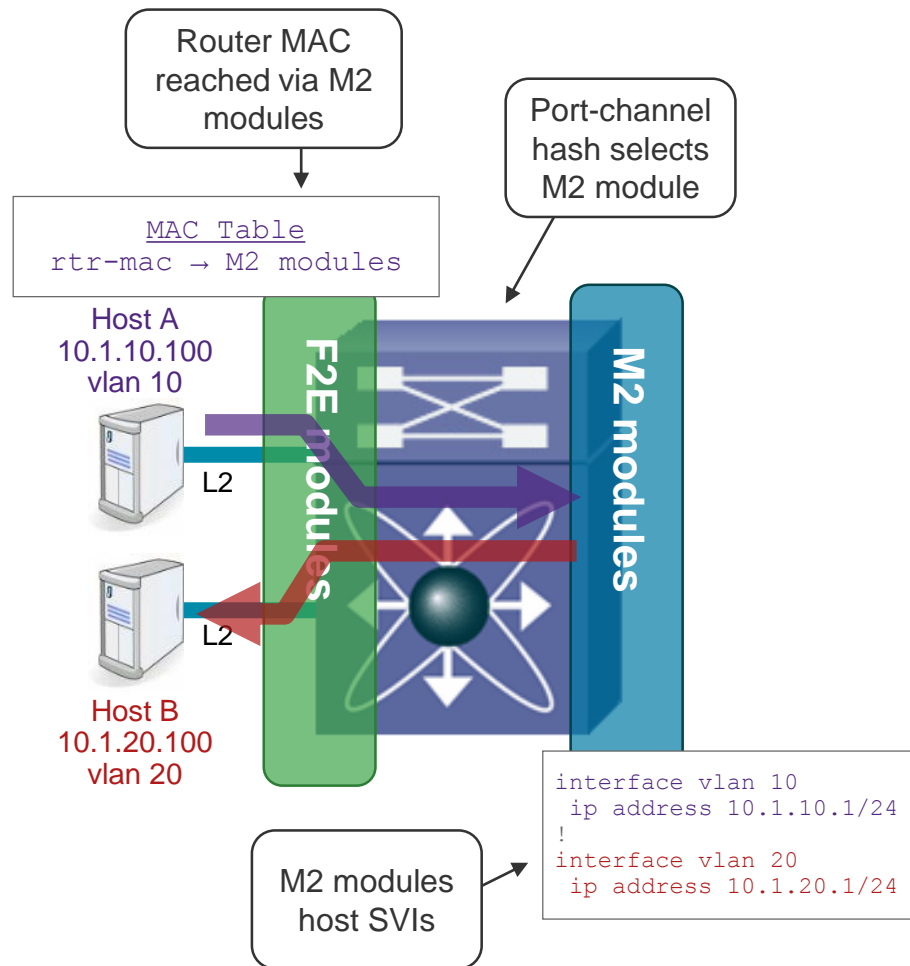 Router MAC
reached via M2
modules
Port-channel
hash selects
M2 module
MAC Table
rtr-mac → M2 modules
Host A
10.1.10.100
vlan 10
L2
F2E modules
M2 modules
L2
Host B
10.1.20.100
vlan 20
interface vlan 10
ip address 10.1.10.1/24
!
interface vlan 20
ip address 10.1.20.1/24
M2 modules
host SVIs